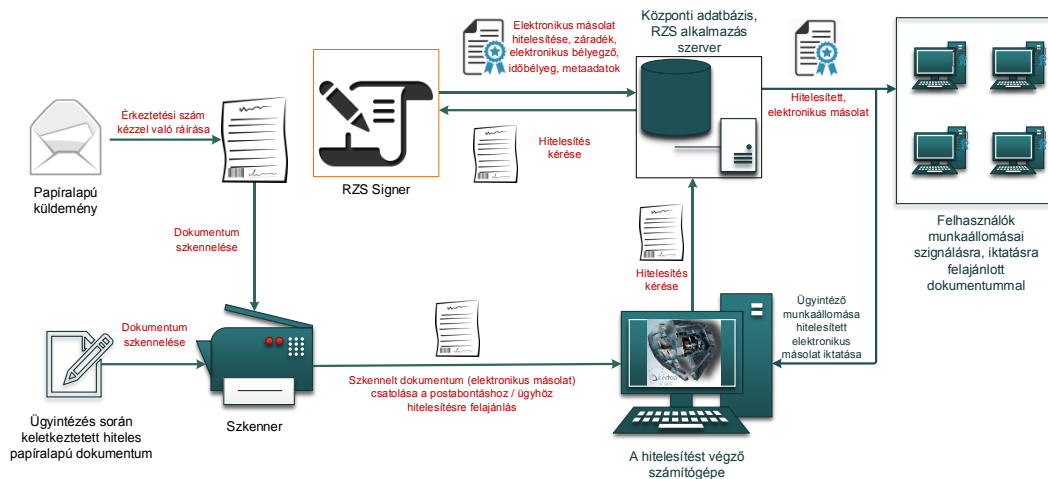 Elektronikus másolat
hitelesítése, záradék,
elektronikus bélyegző,
időbélyeg, metaadatok
Központi adatbázis,
RZS alkalmazás
szerver
Érkeztetési szám
kézzel való ráírása
Hitelesítés
kérése
Hitelesített,
elektronikus másolat
Papíralapú
küldemény
RZS Signer
Felhasználók
munkaállomásai
szignálásra, iktatásra
felajánlott
dokumentummal
Dokumentum
szkennelése
Hitelesítés
kérése
Ügyintéző
munkaállomása
hitelesített
elektronikus
másolat iktatása
Dokumentum
szkennelése
Szkennelt dokumentum (elektronikus másolat)
csatolása a postabontáshoz / ügyhöz
hitelesítésre felajánlás
Ügyintézés során
keletkeztetett hiteles
papíralapú dokumentum
Szkenner
A hitelesítést végző
számítógépe